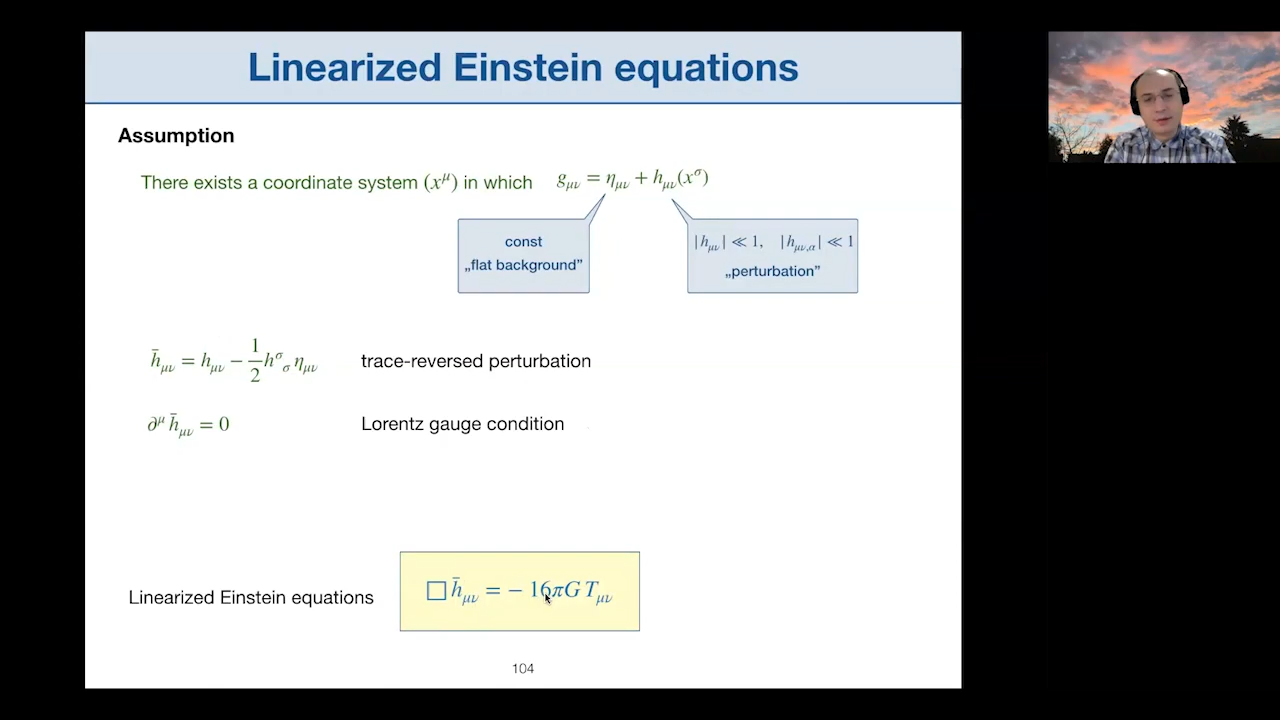 Linearized Einstein equations
Assumption
There exists a coordinate system (x^μ) in which g_μν = η_μν + h_μν(x^σ)
const
„flat background”
|h_μν| ≪ 1, |h_μν,α| ≪ 1
„perturbation”
h̄_μν = h_μν − 1/2 h^σ_σ η_μν trace-reversed perturbation
∂^μ h̄_μν = 0 Lorentz gauge condition
Linearized Einstein equations □ h̄_μν = − 16πG T_μν
104